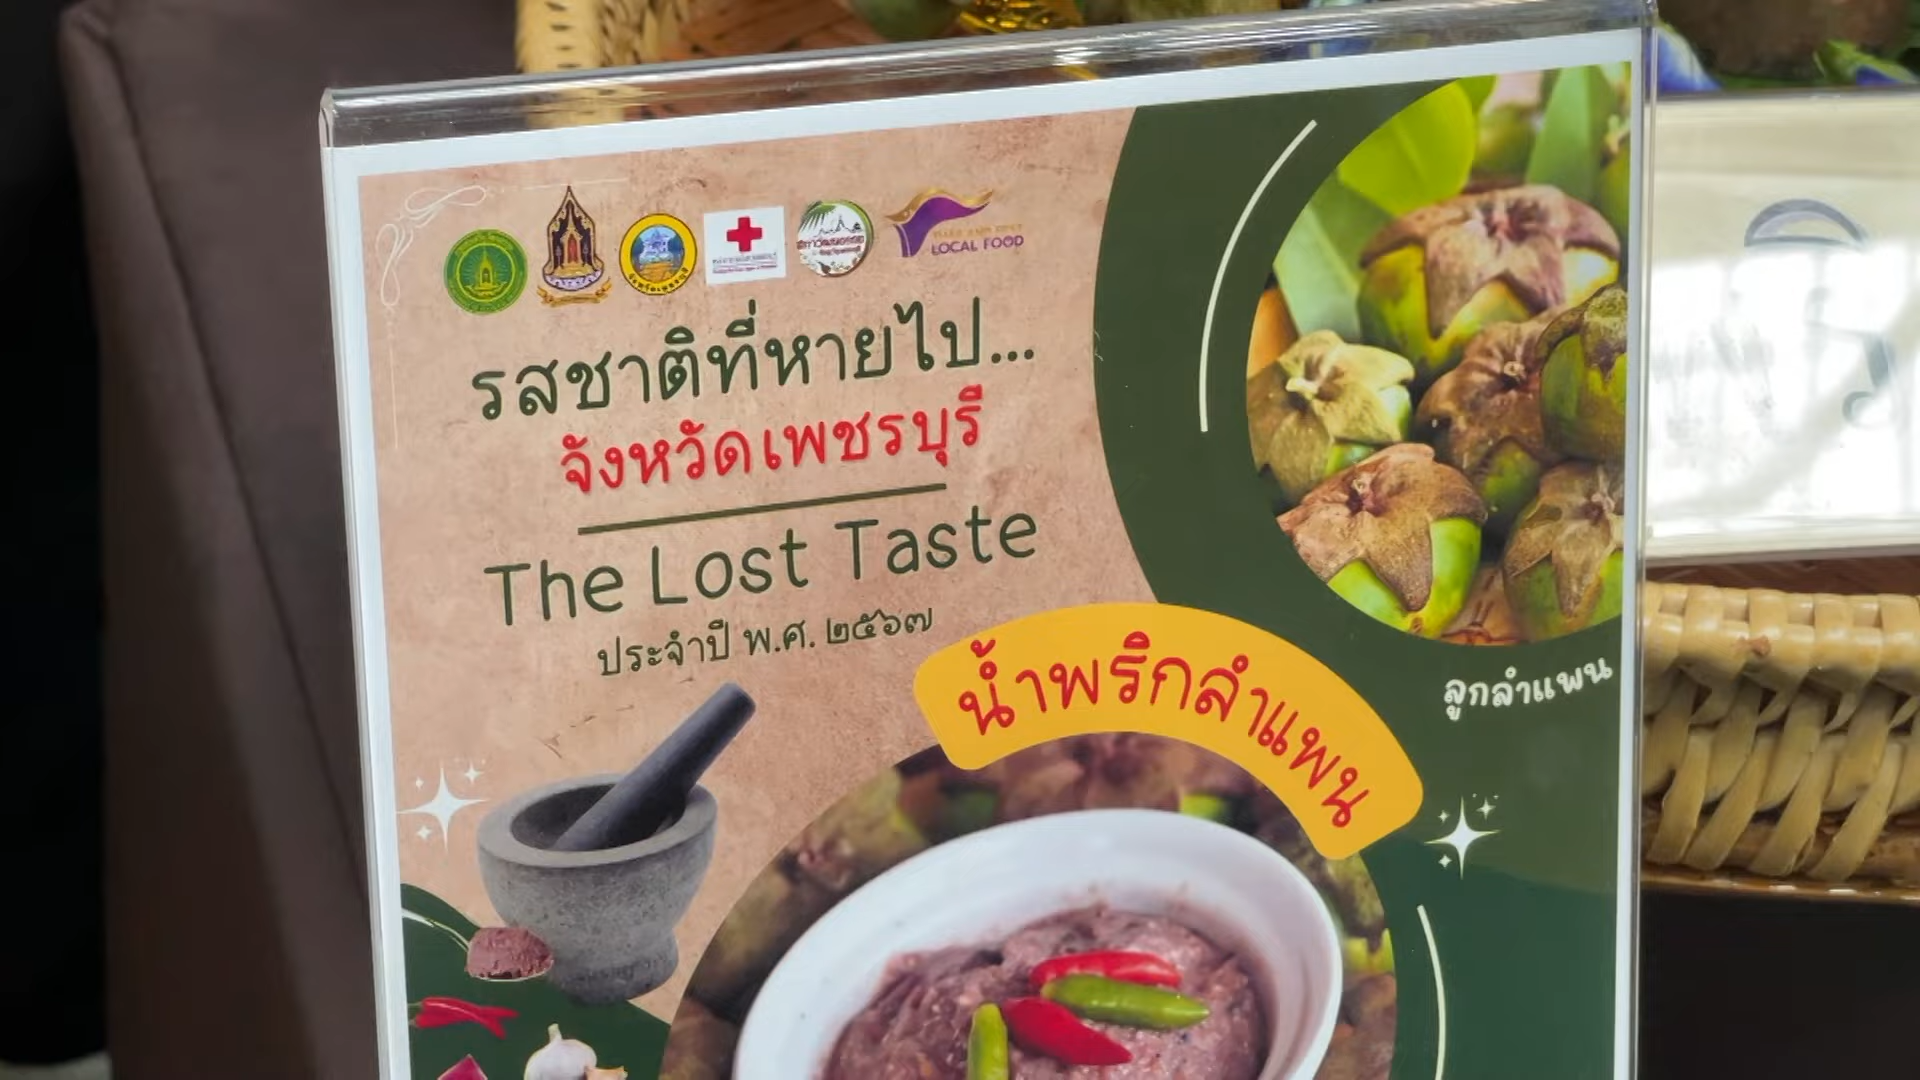 LOCAL FOOD
รสชาติที่หายไป...
จังหวัดเพชรบุรี
The Lost Taste
ประจำปี พ.ศ. ๒๕๖๗
น้ำพริกลำแพน
ลูกลำแพน